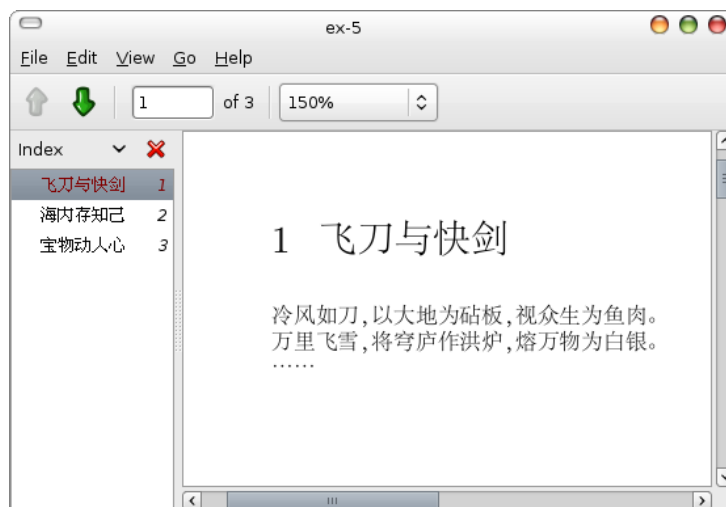 ex-5
File Edit View Go Help
1 of 3 150%
Index
飞刀与快剑 1
海内存知己 2
宝物动人心 3
1 飞刀与快剑
冷风如刀,以大地为砧板,视众生为鱼肉。
万里飞雪,将穹庐作洪炉,熔万物为白银。
······